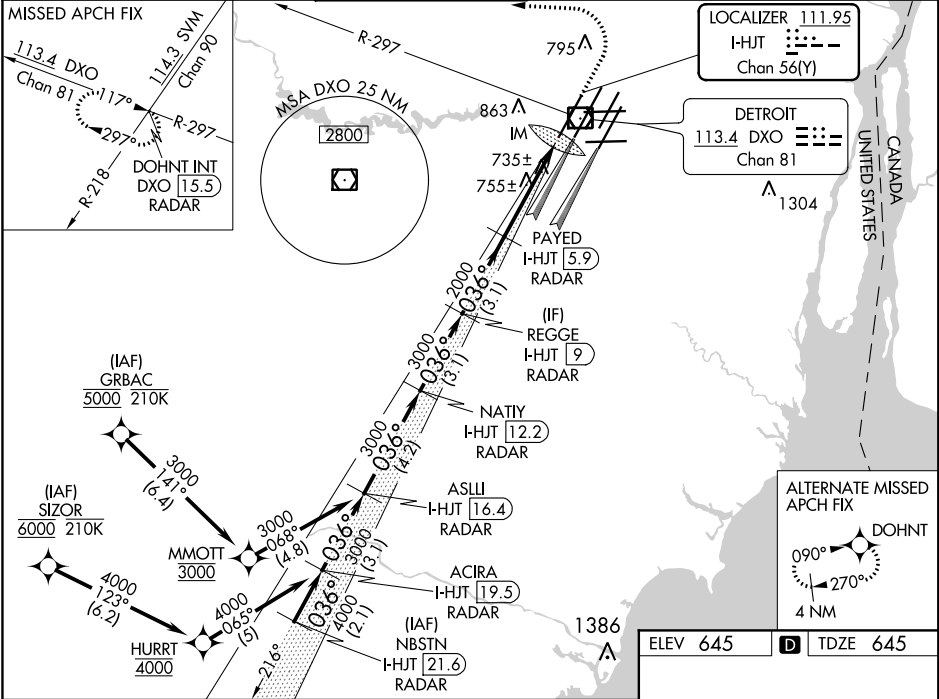 MISSED APCH FIX
113.4 DXO
Chan 81
114.3 SVM
Chan 90
117°
297°
R-297
R-218
DOHNT INT
DXO 15.5
RADAR
R-297
MSA DXO 25 NM
2800
795
863
735±
755±
IM
LOCALIZER 111.95
I-HJT
Chan 56(Y)
DETROIT
113.4 DXO
Chan 81
1304
CANADA
UNITED STATES
PAYED
I-HJT 5.9
RADAR
2000
036°
(3.1)
(IF)
REGGE
I-HJT 9
RADAR
3000
036°
(3.1)
NATIY
I-HJT 12.2
RADAR
3000
036°
(4.2)
ASLLI
I-HJT 16.4
RADAR
036°
3000
(3.1)
ACIRA
I-HJT 19.5
RADAR
036°
4000
(2.1)
(IAF)
NBSTN
I-HJT 21.6
RADAR
216°
(IAF)
GRBAC
5000 210K
3000
141°
(6.4)
MMOTT
3000
3000
068°
(4.8)
(IAF)
SIZOR
6000 210K
4000
123°
(6.2)
HURRT
4000
4000
065°
(5)
1386
ALTERNATE MISSED
APCH FIX
DOHNT
090°
270°
4 NM
ELEV 645 D TDZE 645